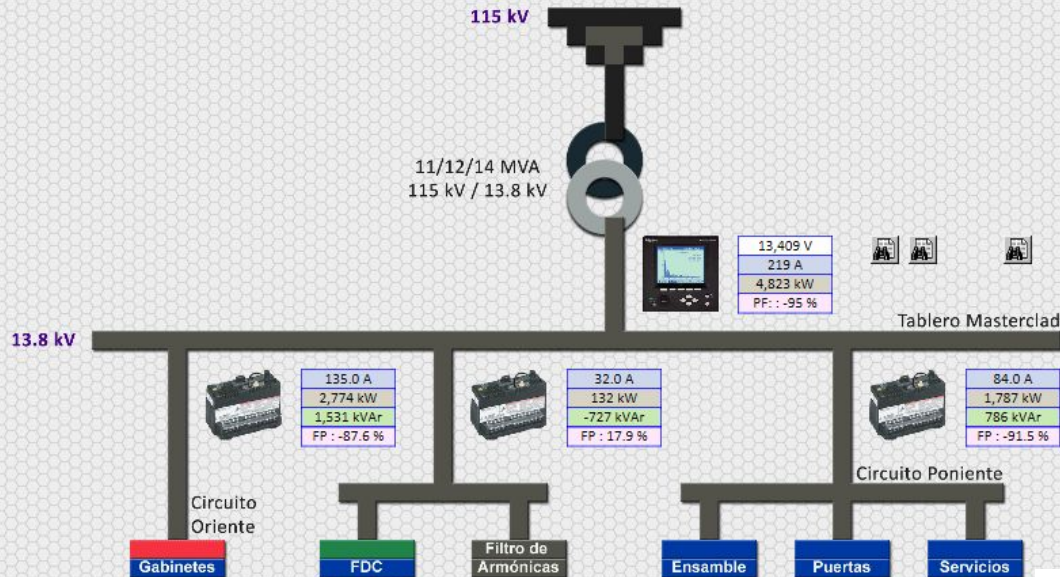 115 kV
11/12/14 MVA
115 kV / 13.8 kV
13,409 V
219 A
4,823 kW
PF: : -95 %
13.8 kV
Tablero Masterclad
135.0 A
2,774 kW
1,531 kVAr
FP : -87.6 %
32.0 A
132 kW
-727 kVAr
FP : 17.9 %
84.0 A
1,787 kW
786 kVAr
FP : -91.5 %
Circuito
Oriente
Circuito Poniente
Gabinetes
FDC
Filtro de
Armónicas
Ensamble
Puertas
Servicios